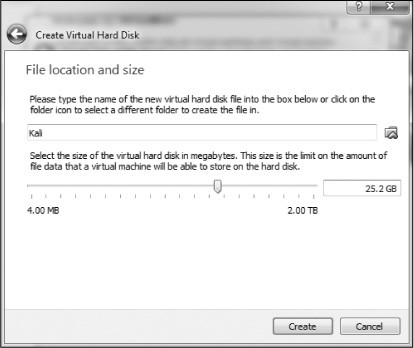 Create Virtual Hard Disk
File location and size
Please type the name of the new virtual hard disk file into the box below or click on the
folder icon to select a different folder to create the file in.
Kali
Select the size of the virtual hard disk in megabytes. This size is the limit on the amount of
file data that a virtual machine will be able to store on the hard disk.
25.2 GB
4.00 MB 2.00 TB
Create Cancel